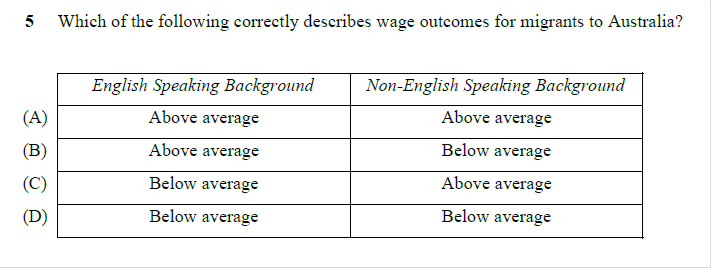 5 Which of the following correctly describes wage outcomes for migrants to Australia?
English Speaking Background Non-English Speaking Background
(A) Above average Above average
(B) Above average Below average
(C) Below average Above average
(D) Below average Below average